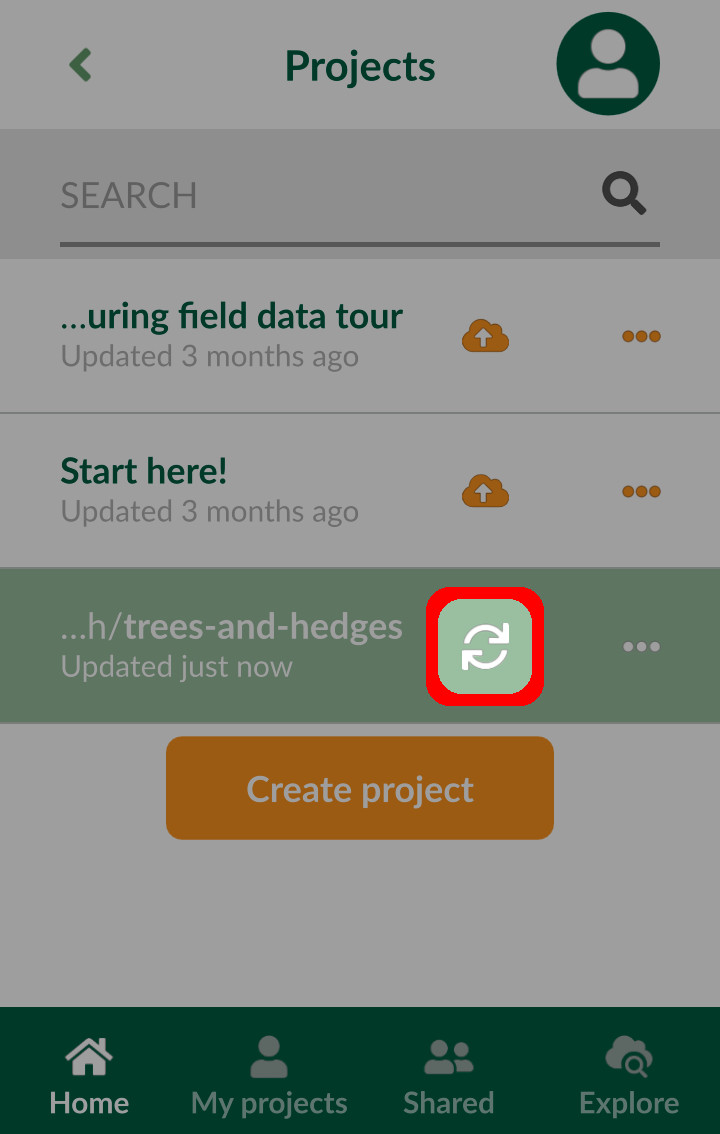 Projects
SEARCH
...uring field data tour
Updated 3 months ago
Start here!
Updated 3 months ago
...h/trees-and-hedges
Updated just now
Create project
Home My projects Shared Explore